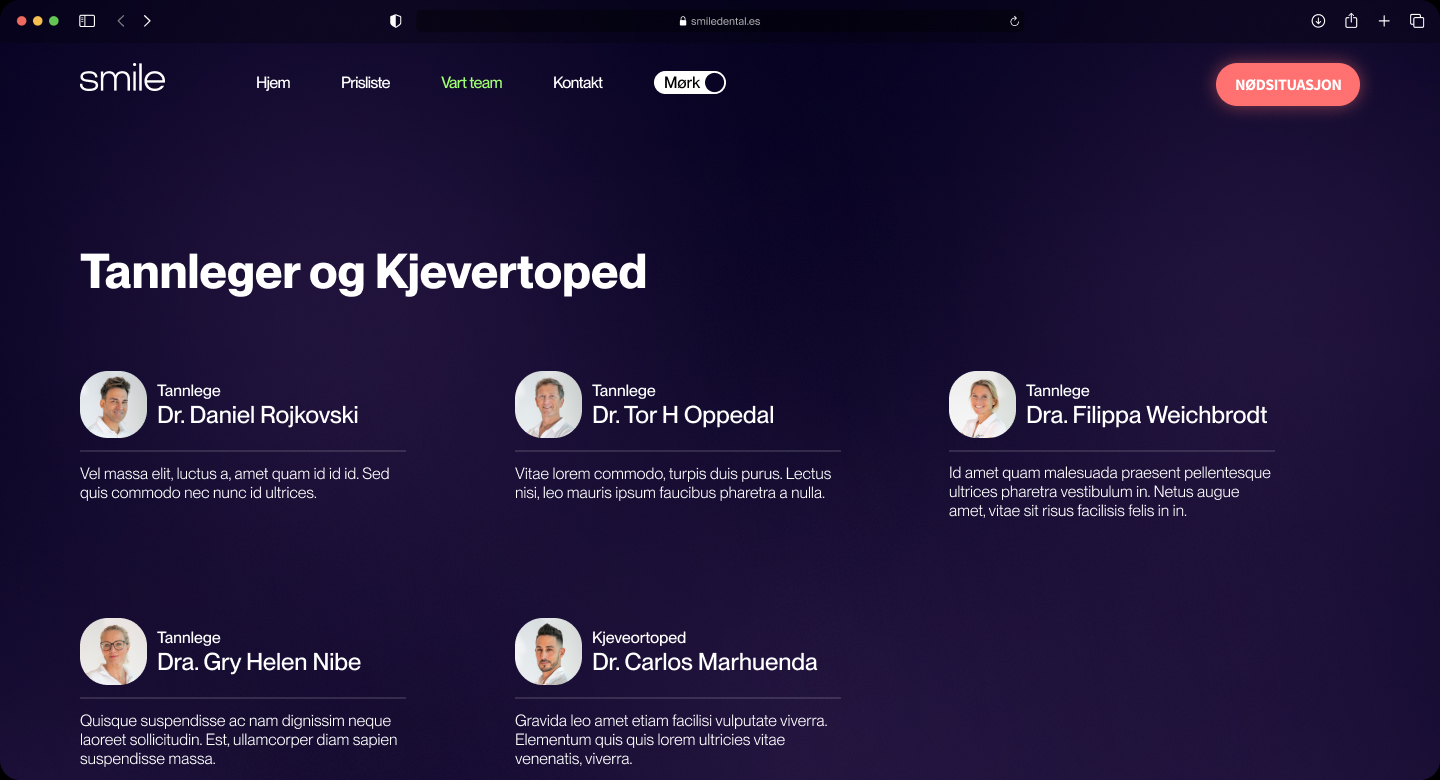 smiledental.es
smile
Hjem
Prisliste
Vart team
Kontakt
Mørk
NØDSITUASJON
Tannleger og Kjevertoped
Tannlege
Dr. Daniel Rojkovski
Vel massa elit, luctus a, amet quam id id id. Sed
quis commodo nec nunc id ultrices.
Tannlege
Dr. Tor H Oppedal
Vitae lorem commodo, turpis duis purus. Lectus
nisi, leo mauris ipsum faucibus pharetra a nulla.
Tannlege
Dra. Filippa Weichbrodt
Id amet quam malesuada praesent pellentesque
ultrices pharetra vestibulum in. Netus augue
amet, vitae sit risus facilisis felis in in.
Tannlege
Dra. Gry Helen Nibe
Quisque suspendisse ac nam dignissim neque
laoreet sollicitudin. Est, ullamcorper diam sapien
suspendisse massa.
Kjeveortoped
Dr. Carlos Marhuenda
Gravida leo amet etiam facilisi vulputate viverra.
Elementum quis quis lorem ultricies vitae
venenatis, viverra.